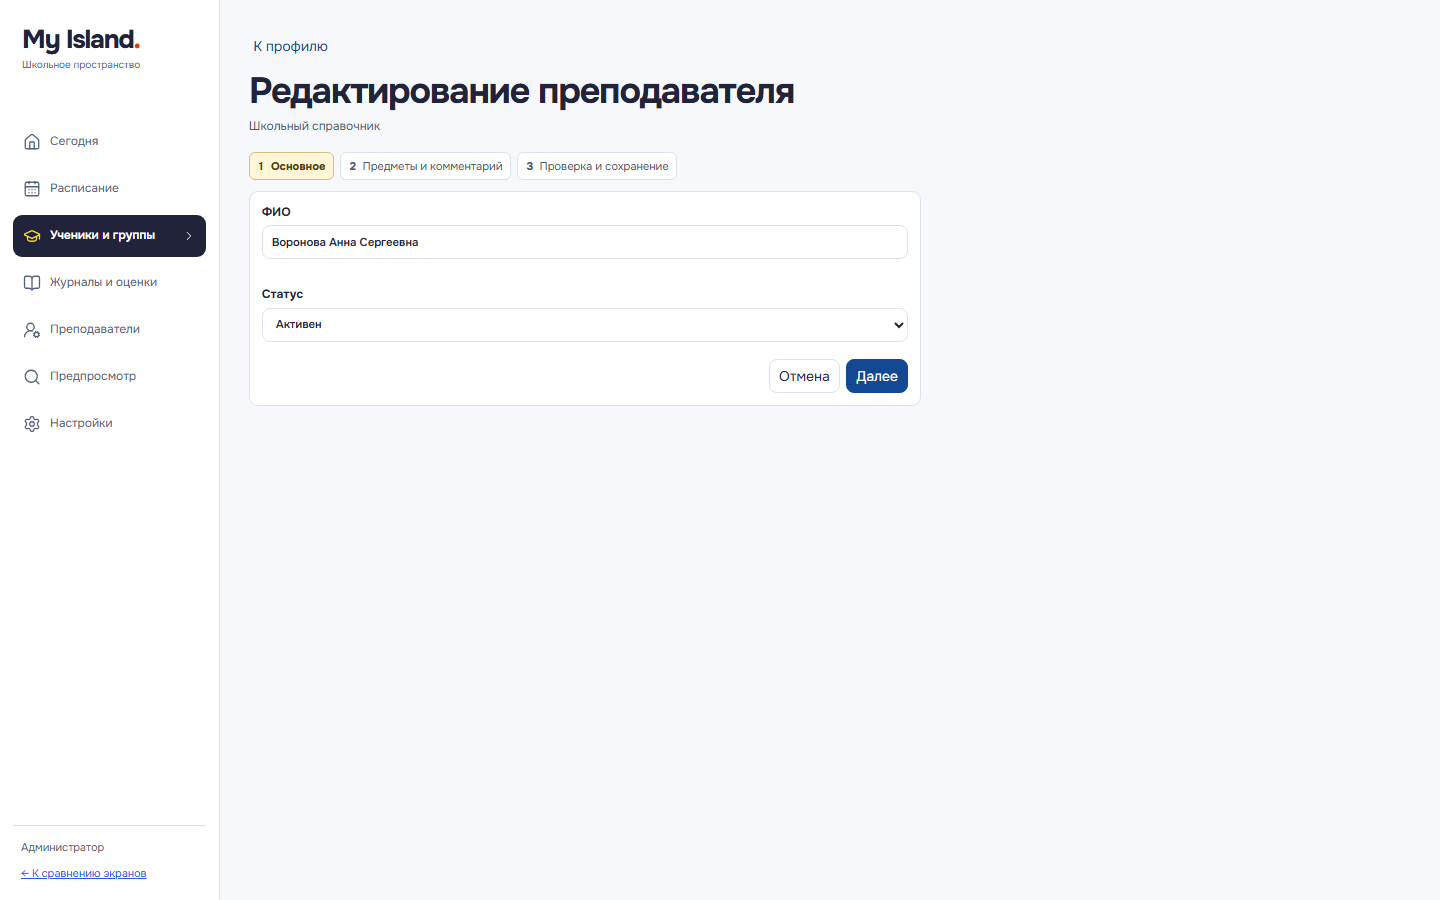 My Island.
Школьное пространство
Сегодня
Расписание
Ученики и группы
Журналы и оценки
Преподаватели
Предпросмотр
Настройки
Администратор
← К сравнению экранов
К профилю
Редактирование преподавателя
Школьный справочник
1 Основное
2 Предметы и комментарий
3 Проверка и сохранение
ФИО
Воронова Анна Сергеевна
Статус
Активен
Отмена
Далее